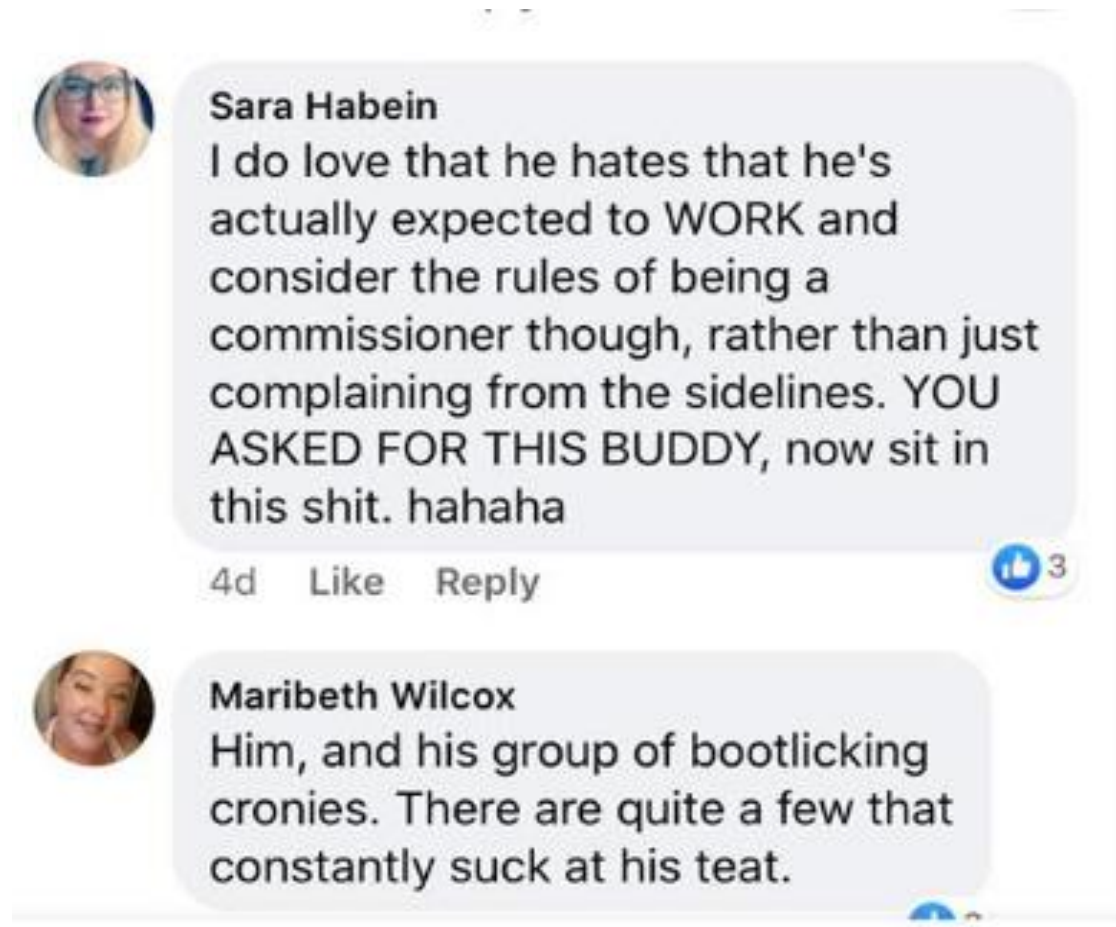 Sara Habein
I do love that he hates that he's
actually expected to WORK and
consider the rules of being a
commissioner though, rather than just
complaining from the sidelines. YOU
ASKED FOR THIS BUDDY, now sit in
this shit. hahaha
4d Like Reply 3
Maribeth Wilcox
Him, and his group of bootlicking
cronies. There are quite a few that
constantly suck at his teat.